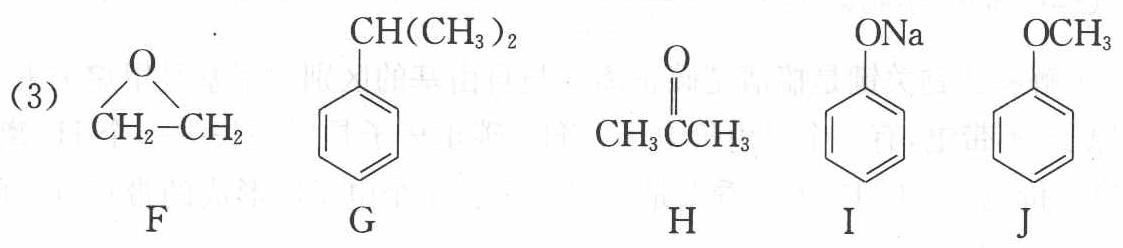 CH(CH₃)₂ ONa OCH₃
(3) O O
CH₂-CH₂ CH₃CCH₃
F G H I J